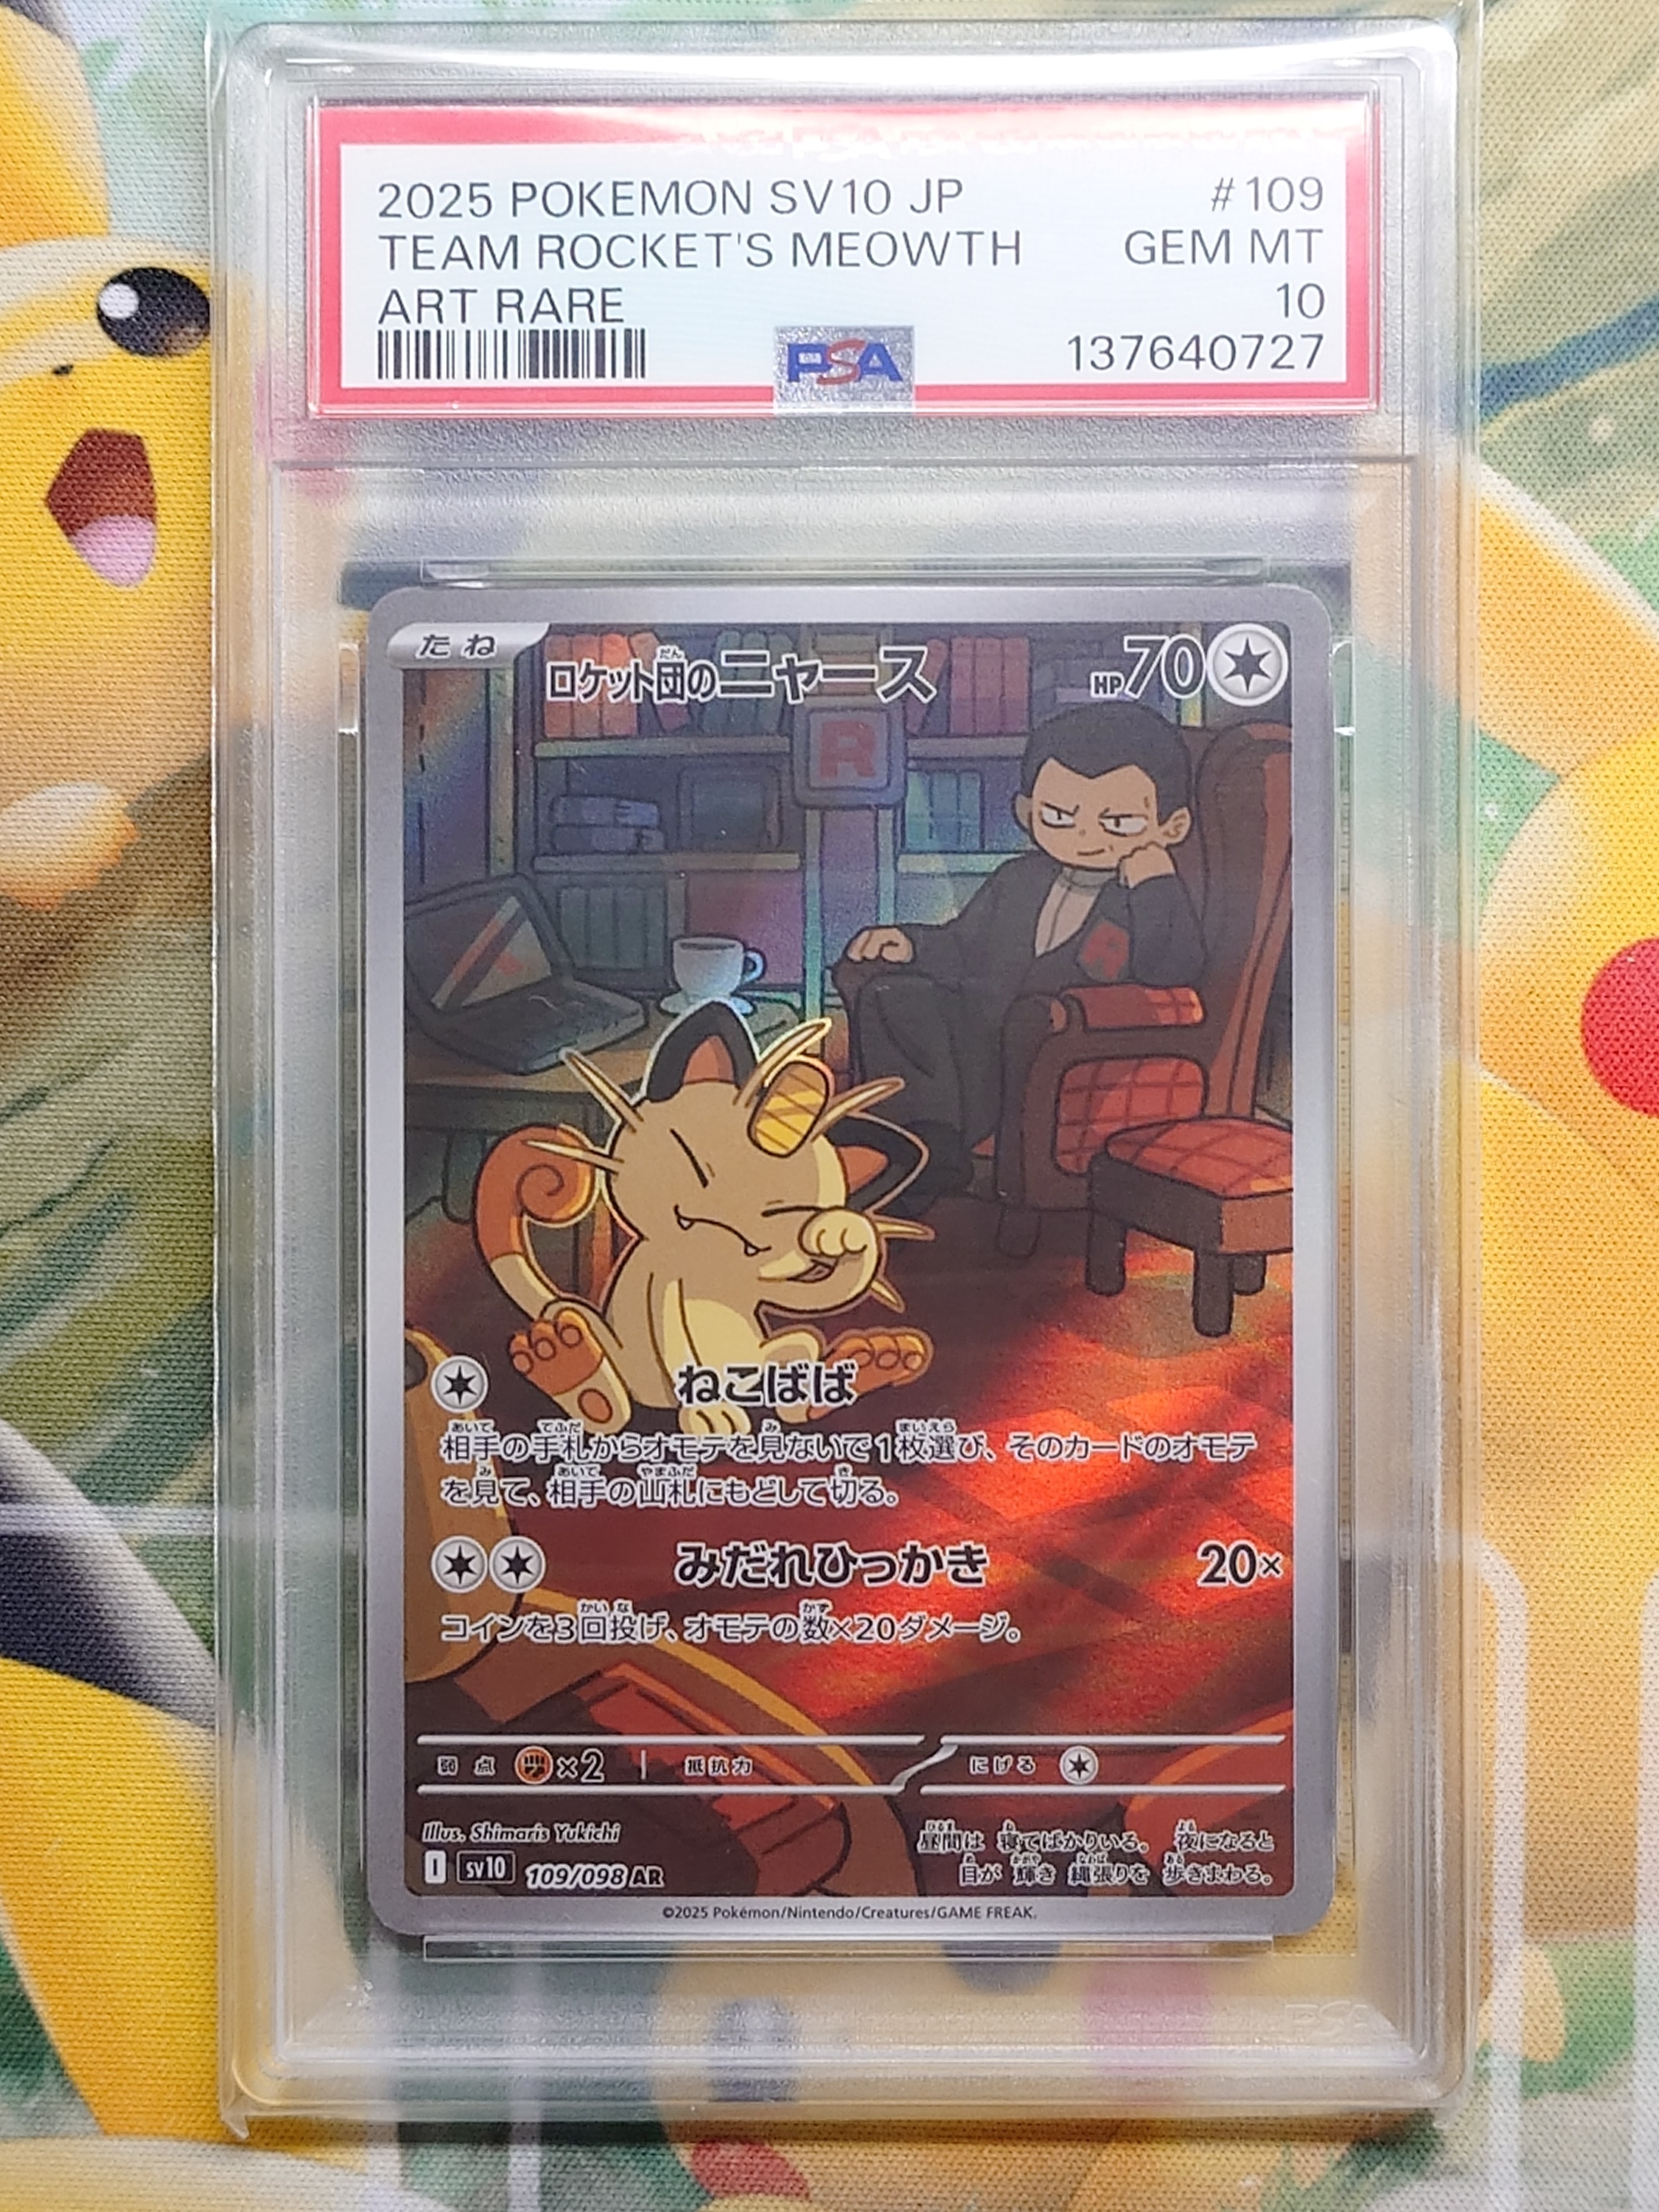 2025 POKEMON SV10 JP #109
TEAM ROCKET'S MEOWTH GEM MT
ART RARE 10
PSA 137640727
たね ロケット団のニャース HP70
だん
R
R
ねこばば
相手の手札からオモテを見ないで1枚選び、そのカードのオモテ
を見て、相手の山札にもどして切る。
みだれひっかき 20×
コインを3回投げ、オモテの数×20ダメージ。
弱点 ×2 抵抗力 にげる
Illus. Shimaris Yukichi
昼間は 寝てばかりいる。 夜になると
目が 輝き 縄張りを 歩きまわる。
I sv10 109/098 AR
©2025 Pokémon/Nintendo/Creatures/GAME FREAK.